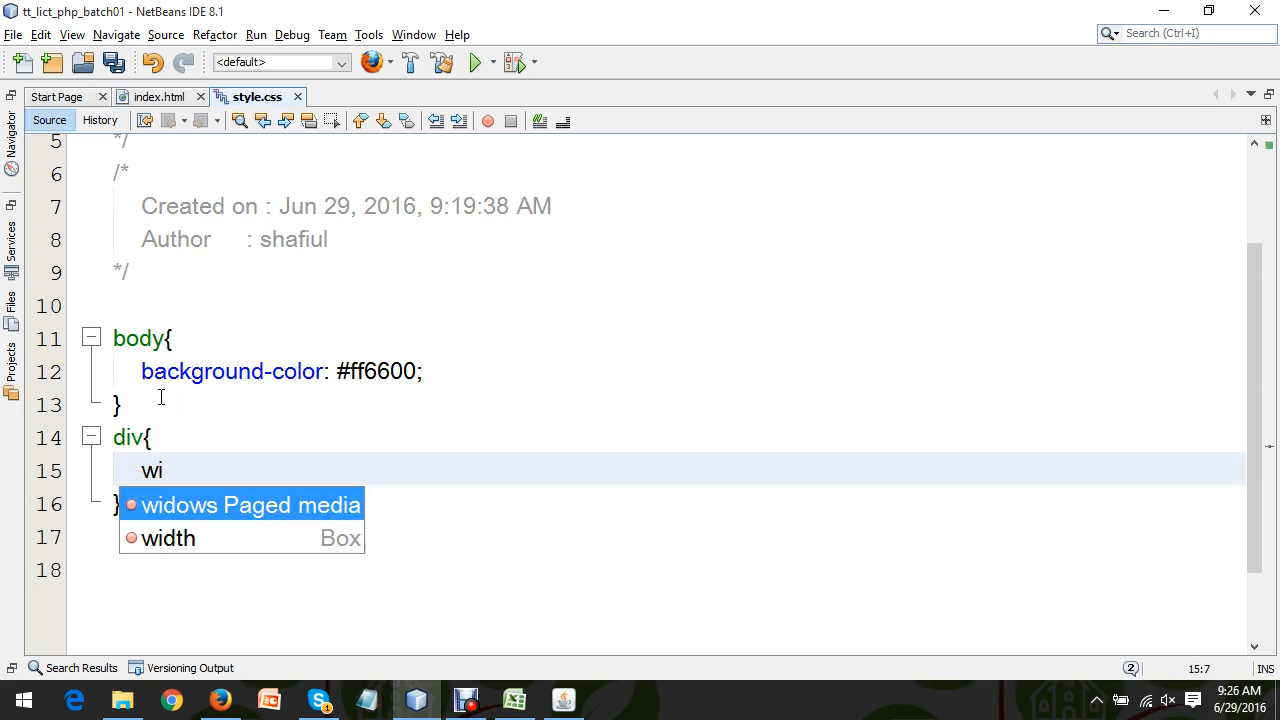 tt_lict_php_batch01 - NetBeans IDE 8.1
File Edit View Navigate Source Refactor Run Debug Team Tools Window Help
Search (Ctrl+I)
<default>
Start Page index.html style.css
Source History
Navigator
Services
Files
Projects
5 */
6 /*
7 Created on : Jun 29, 2016, 9:19:38 AM
8 Author : shafiul
9 */
10
11 body{
12 background-color: #ff6600;
13 }
14 div{
15 wi
16 }
widows Paged media
17 width Box
18
Search Results Versioning Output
2 15:7 INS
9:26 AM
6/29/2016